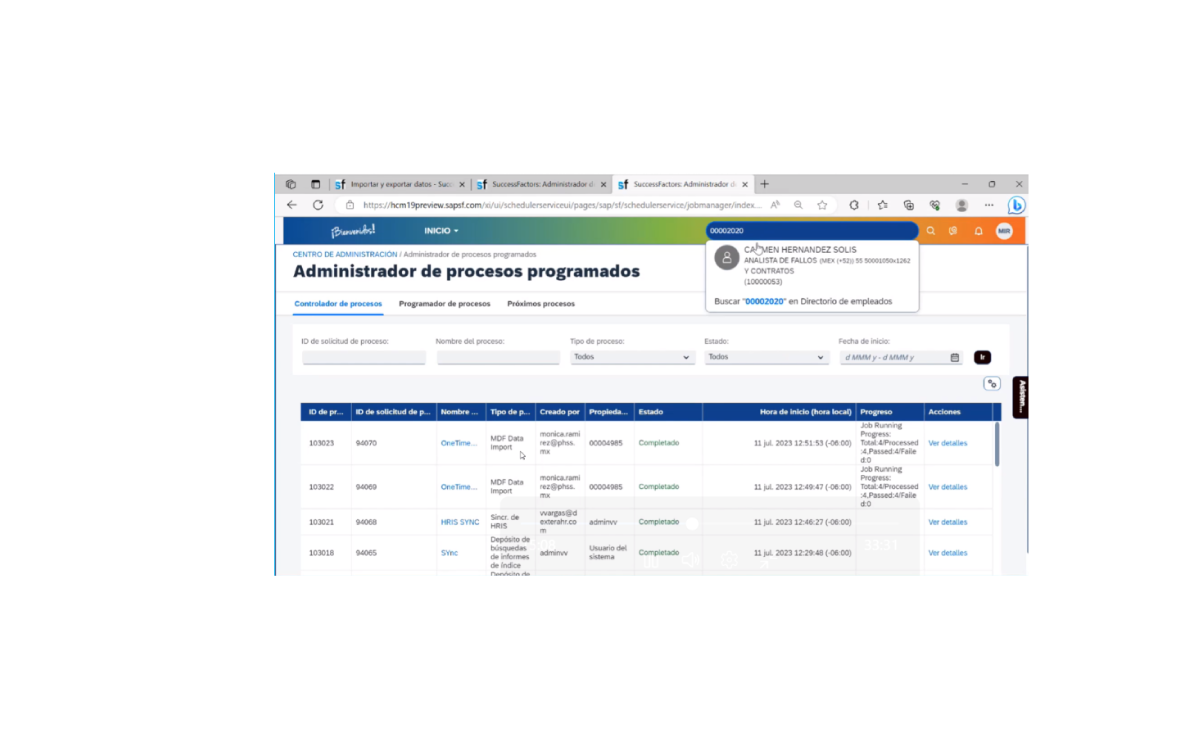 Importar y exportar datos - Suc
SuccessFactors: Administrador d
SuccessFactors: Administrador d
https://hcm19preview.sapsf.com/xi/ui/schedulerserviceui/pages/sap/sf/schedulerservice/jobmanager/index...
¡Bienvenidos!
INICIO
00002020
MIR
CARMEN HERNANDEZ SOLIS
ANALISTA DE FALLOS (MEX (+52)) 55 50001050x1262
Y CONTRATOS
(10000053)
Buscar "00002020" en Directorio de empleados
CENTRO DE ADMINISTRACIÓN / Administrador de procesos programados
Administrador de procesos programados
Controlador de procesos Programador de procesos Próximos procesos
ID de solicitud de proceso: Nombre del proceso: Tipo de proceso: Estado: Fecha de inicio:
Todos Todos d MMM y - d MMM y Ir
Asisten...
ID de pr... ID de solicitud de p... Nombre ... Tipo de p... Creado por Propieda... Estado Hora de inicio (hora local) Progreso Acciones
103023 94070 OneTime... MDF Data Import monica.ramirez@phss.mx 00004985 Completado 11 jul. 2023 12:51:53 (-06:00) Job Running Progress: Total:4/Processed:4,Passed:4/Failed:0 Ver detalles
103022 94069 OneTime... MDF Data Import monica.ramirez@phss.mx 00004985 Completado 11 jul. 2023 12:49:47 (-06:00) Job Running Progress: Total:4/Processed:4,Passed:4/Failed:0 Ver detalles
103021 94068 HRIS SYNC Sincr. de HRIS vvargas@dexterahr.com adminvv Completado 11 jul. 2023 12:46:27 (-06:00) Ver detalles
103018 94065 SYnc Depósito de búsquedas de informes de índice adminvv Usuario del sistema Completado 11 jul. 2023 12:29:48 (-06:00) Ver detalles
Depósito de
33:31